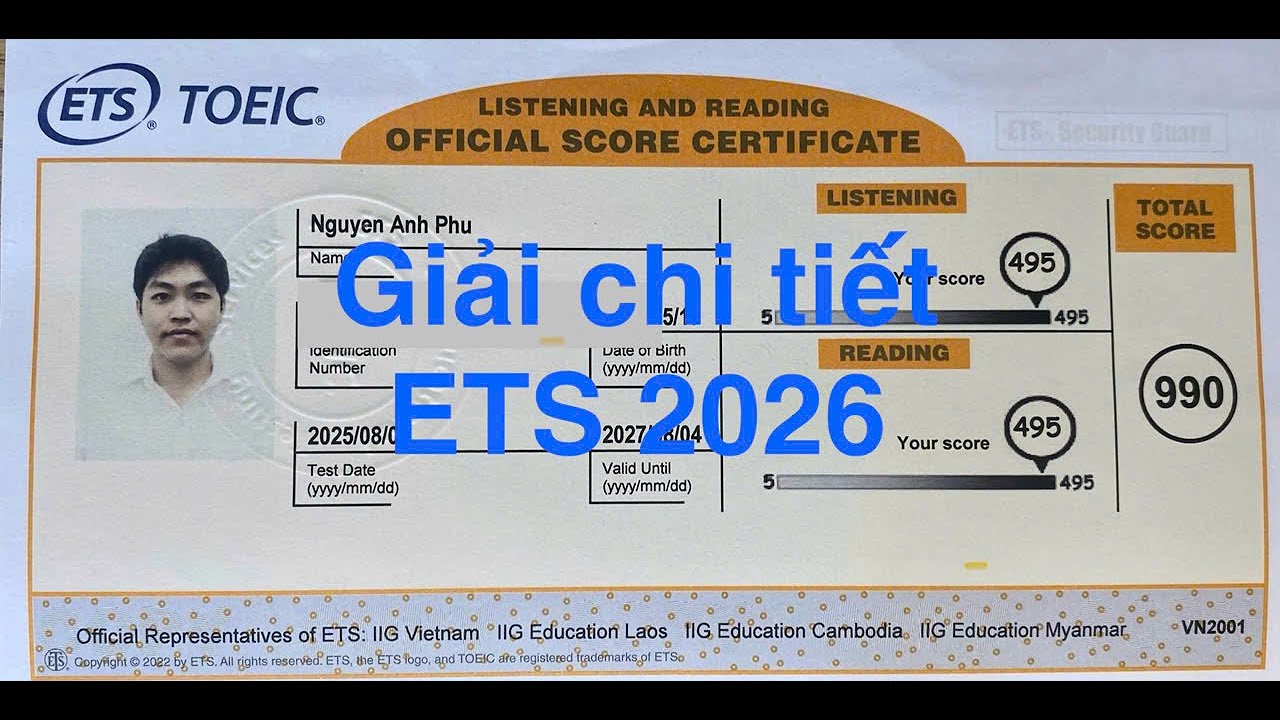 ETS® TOEIC®
LISTENING AND READING
OFFICIAL SCORE CERTIFICATE
ETS Security Guard
Nguyen Anh Phu
Name
Identification
Number
Date of Birth
(yyyy/mm/dd)
2025/08/0
Test Date
(yyyy/mm/dd)
2027/08/04
Valid Until
(yyyy/mm/dd)
LISTENING
Your score
495
5
495
READING
Your score
495
5
495
TOTAL
SCORE
990
Giải chi tiết
ETS 2026
Official Representatives of ETS: IIG Vietnam IIG Education Laos IIG Education Cambodia IIG Education Myanmar
VN2001
ETS Copyright © 2022 by ETS. All rights reserved. ETS, the ETS logo, and TOEIC are registered trademarks of ETS.